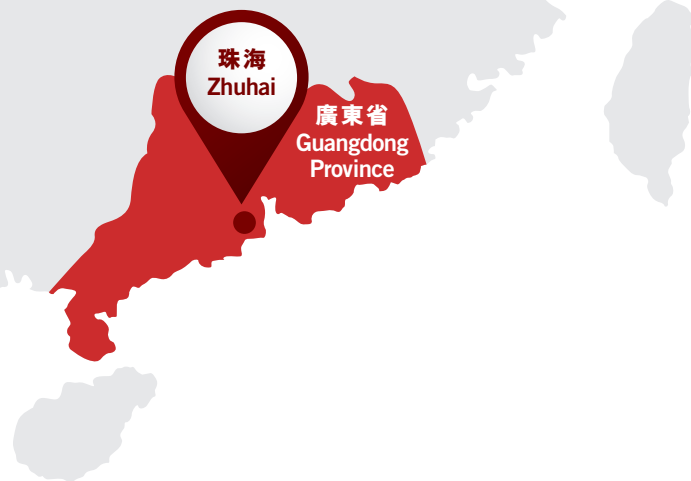 珠海
Zhuhai
廣東省
Guangdong
Province